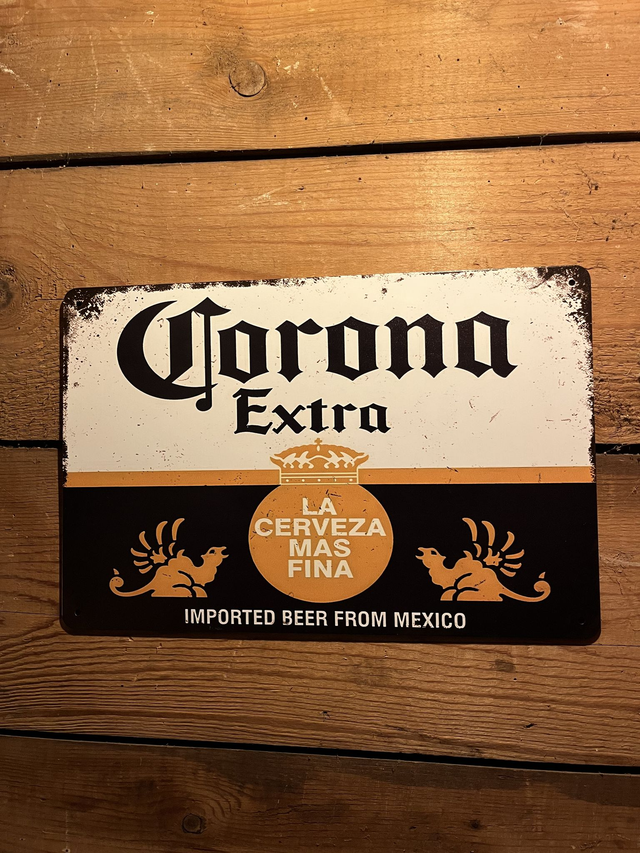 Corona
Extra
LA
CERVEZA
MAS
FINA
IMPORTED BEER FROM MEXICO